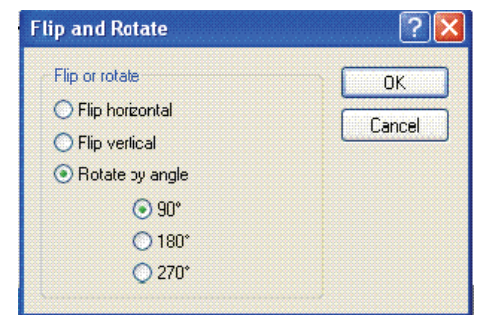 Flip and Rotate
Flip or rotate
OK
Flip horizontal
Cancel
Flip vertical
Rotate by angle
90°
180°
270°